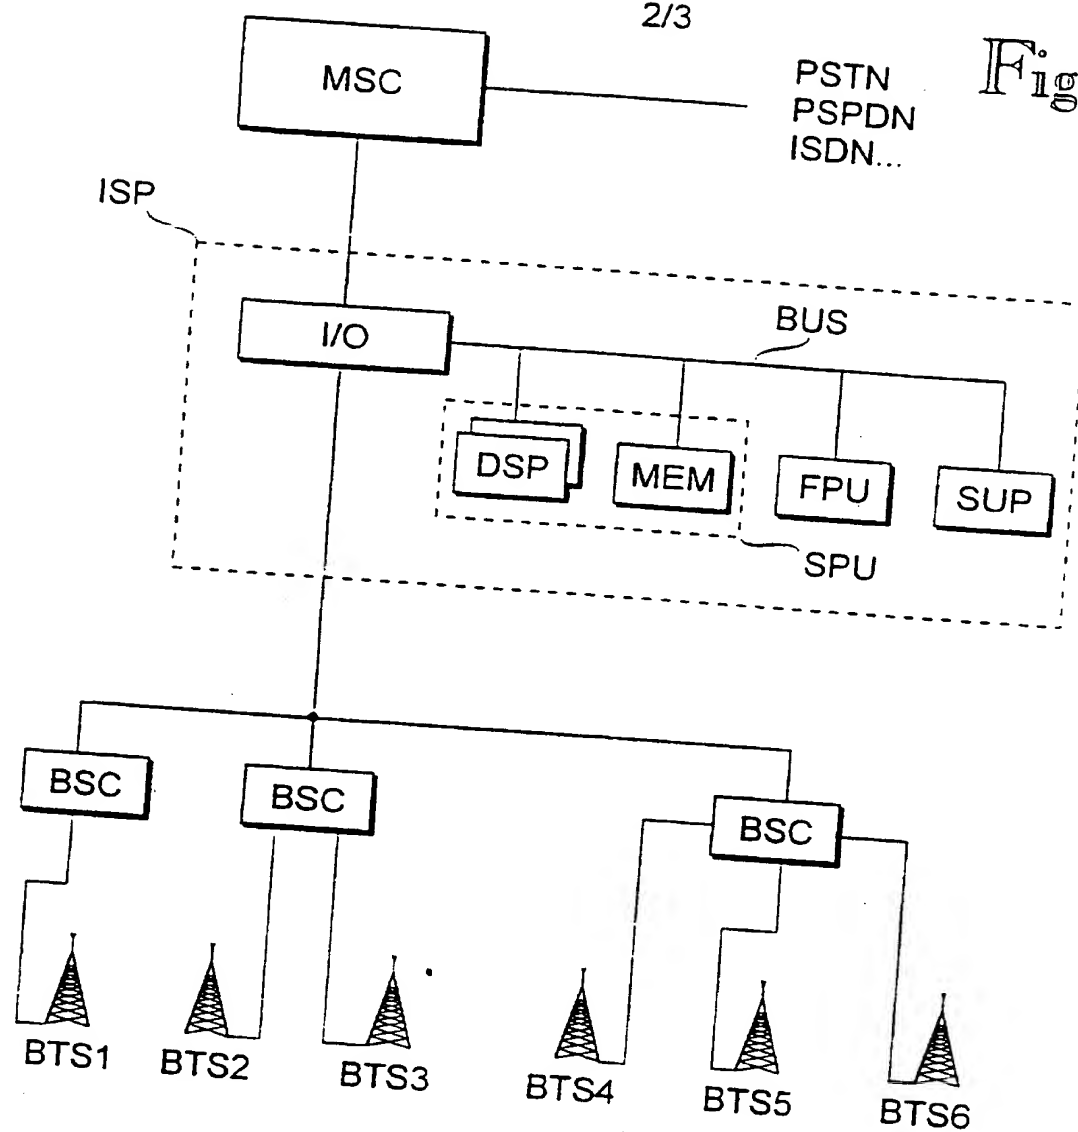 2/3
Fig
MSC
PSTN
PSPDN
ISDN...
ISP
I/O
BUS
DSP
MEM
FPU
SUP
SPU
BSC
BSC
BSC
BTS1
BTS2
BTS3
BTS4
BTS5
BTS6